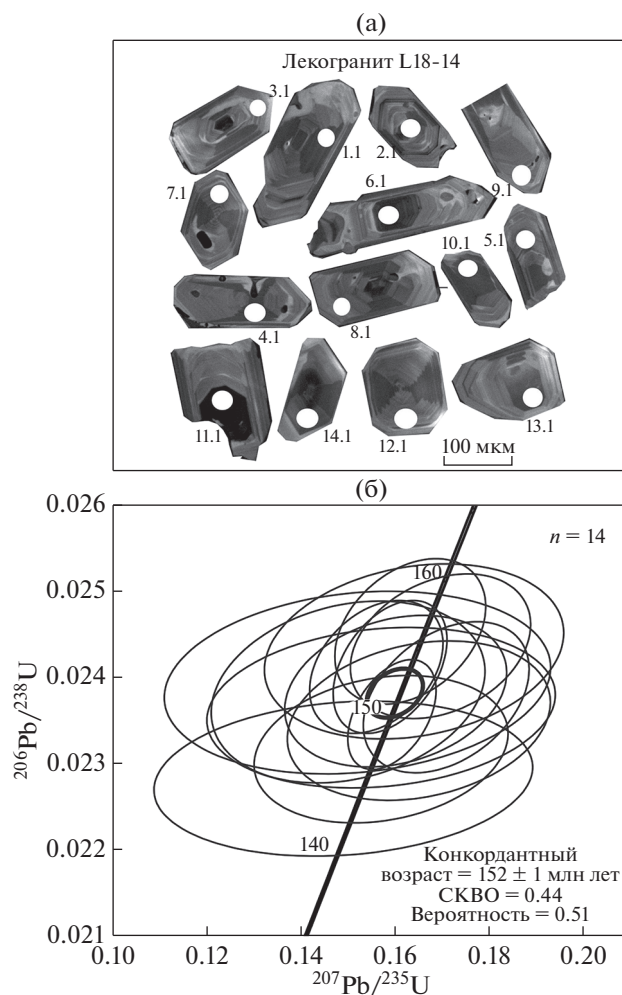 (а)
Лекогранит L18-14
3.1
1.1
2.1
9.1
7.1
6.1
10.1
5.1
4.1
8.1
11.1
14.1
12.1
13.1
100 мкм
(б)
0.026
n = 14
160
0.025
0.024
150
206Pb/238U
0.023
0.022
140
Конкордантный
возраст = 152 ± 1 млн лет
СКВО = 0.44
Вероятность = 0.51
0.021
0.10 0.12 0.14 0.16 0.18 0.20
207Pb/235U